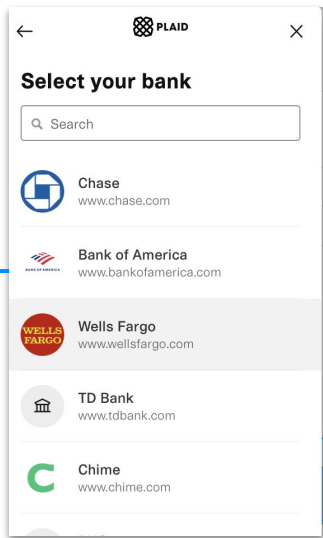 PLAID
Select your bank
Search
Chase
www.chase.com
BANK OF AMERICA
Bank of America
www.bankofamerica.com
WELLS
FARGO
Wells Fargo
www.wellsfargo.com
TD Bank
www.tdbank.com
C
Chime
www.chime.com